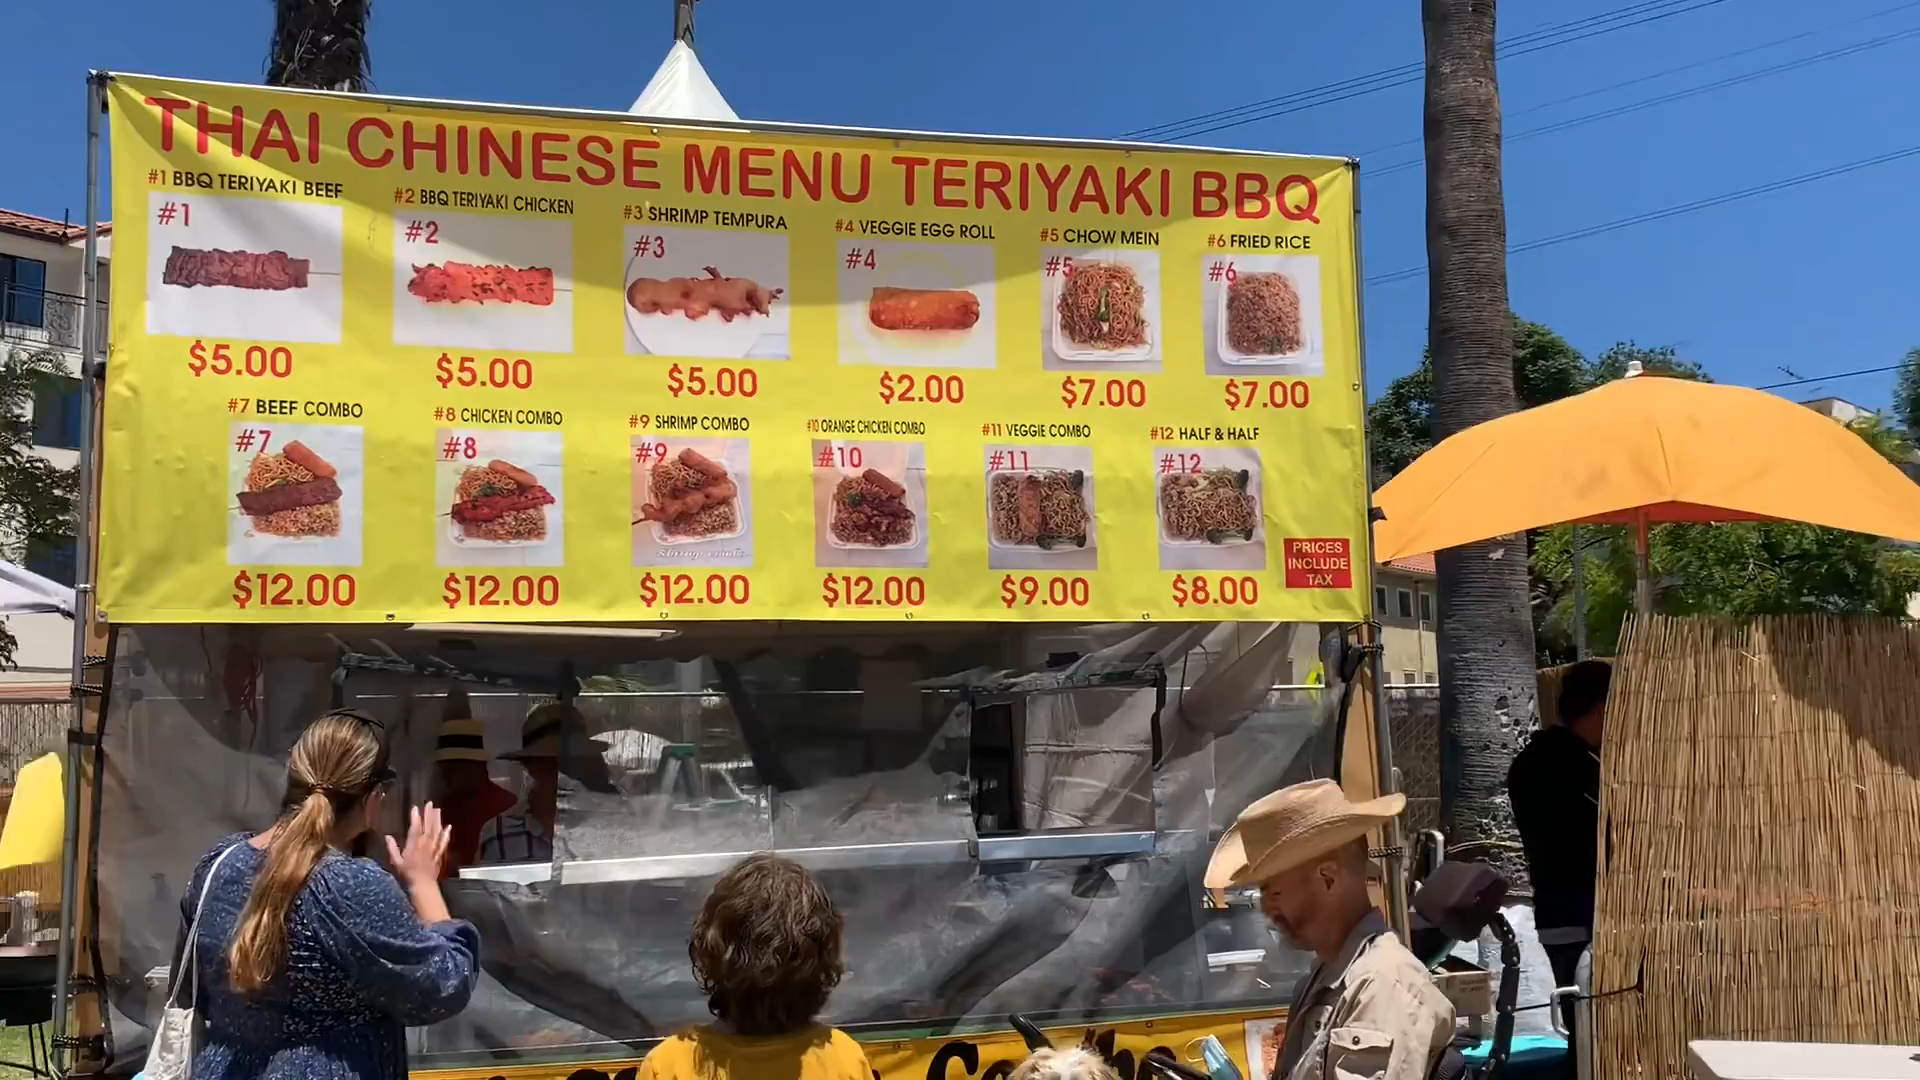 THAI CHINESE MENU TERIYAKI BBQ
#1 BBQ TERIYAKI BEEF
#2 BBQ TERIYAKI CHICKEN
#3 SHRIMP TEMPURA
#4 VEGGIE EGG ROLL
#5 CHOW MEIN
#6 FRIED RICE
#1
#2
#3
#4
#5
#6
$5.00
$5.00
$5.00
$2.00
$7.00
$7.00
#7 BEEF COMBO
#8 CHICKEN COMBO
#9 SHRIMP COMBO
#10 ORANGE CHICKEN COMBO
#11 VEGGIE COMBO
#12 HALF & HALF
#7
#8
#9
#10
#11
#12
Shrimp combo
$12.00
$12.00
$12.00
$12.00
$9.00
$8.00
PRICES
INCLUDE
TAX